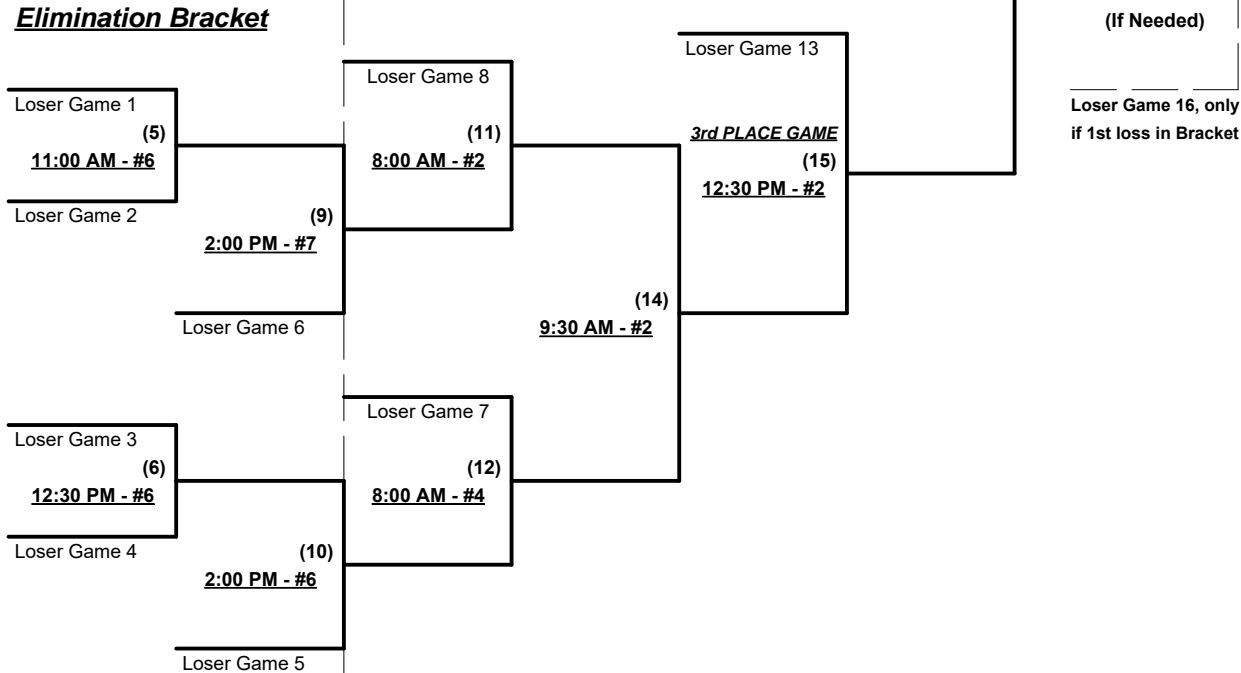 Elimination Bracket
(If Needed)
Loser Game 13
Loser Game 8
Loser Game 1
Loser Game 16, only
if 1st loss in Bracket
(5)
11:00 AM - #6
(11)
8:00 AM - #2
3rd PLACE GAME
(15)
12:30 PM - #2
Loser Game 2
(9)
2:00 PM - #7
(14)
9:30 AM - #2
Loser Game 6
Loser Game 7
Loser Game 3
(6)
12:30 PM - #6
(12)
8:00 AM - #4
Loser Game 4
(10)
2:00 PM - #6
Loser Game 5